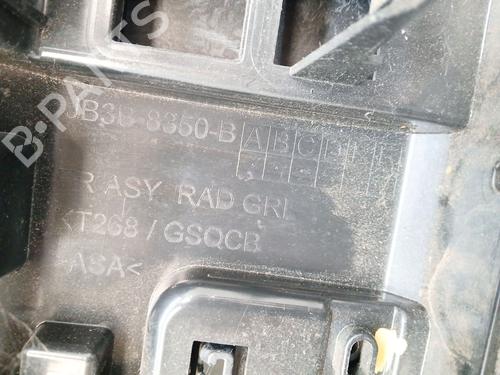 B-PARTS
B3B-8350-B A B C D
R ASY RAD GRL
KT268 / GSQCB
>ASA<